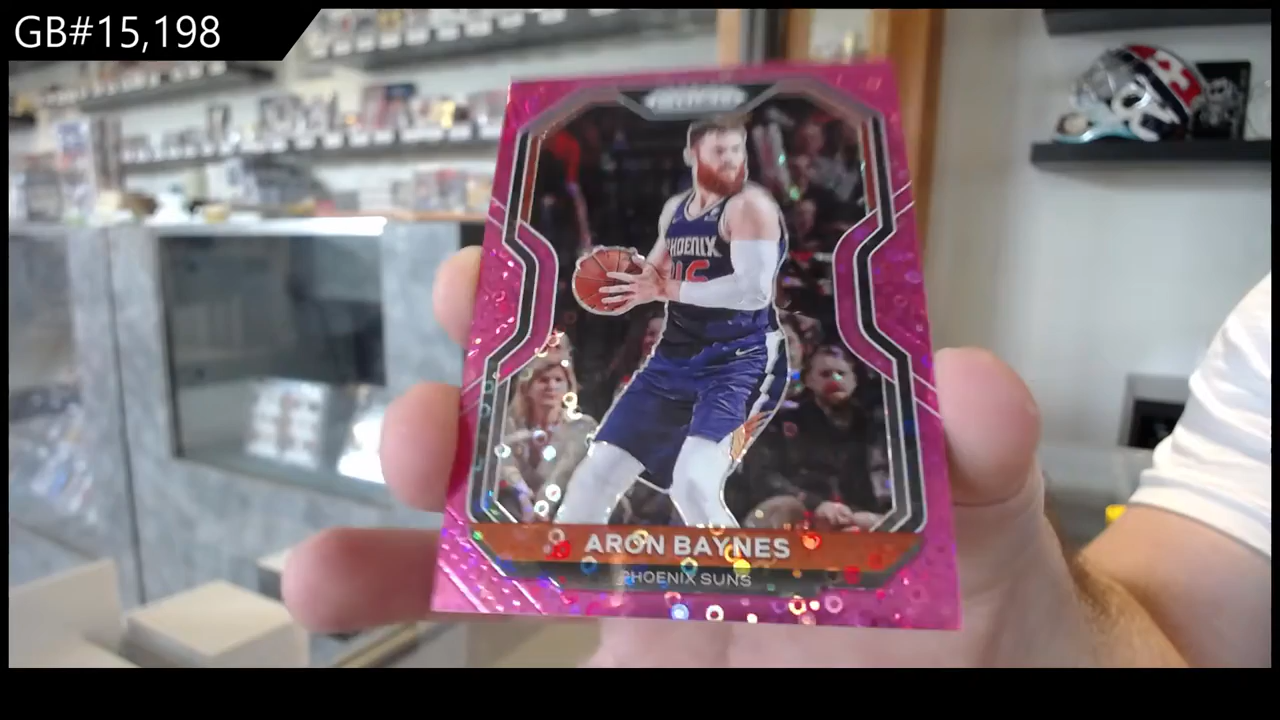 GB#15,198
PRIZM
PHOENIX
ARON BAYNES
PHOENIX SUNS